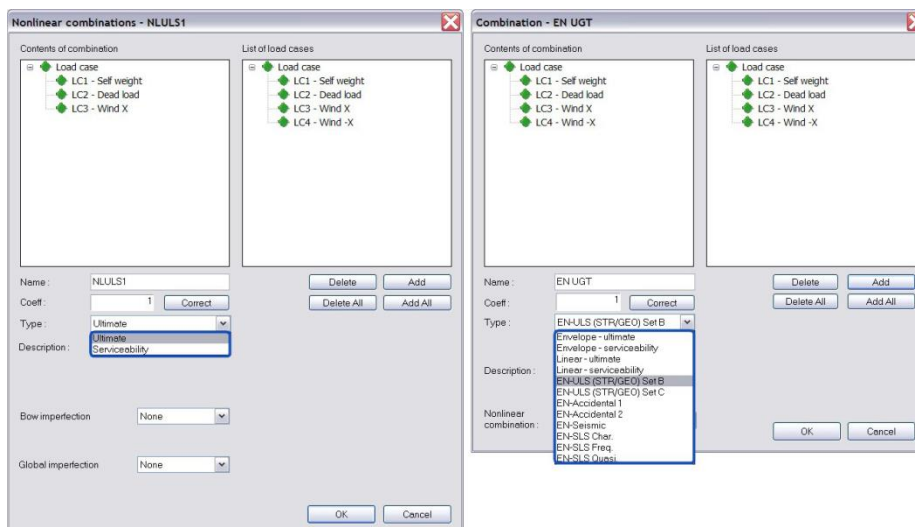 Nonlinear combinations - NLULS1
Contents of combination
List of load cases
Load case
LC1 - Self weight
LC2 - Dead load
LC3 - Wind X
Load case
LC1 - Self weight
LC2 - Dead load
LC3 - Wind X
LC4 - Wind -X
Name :
NLULS1
Delete
Add
Coeff :
1
Correct
Delete All
Add All
Type :
Ultimate
Ultimate
Serviceability
Description :
Bow imperfection
None
Global imperfection
None
OK
Cancel
Combination - EN UGT
Contents of combination
List of load cases
Load case
LC1 - Self weight
LC2 - Dead load
LC3 - Wind X
LC4 - Wind -X
Load case
LC1 - Self weight
LC2 - Dead load
LC3 - Wind X
LC4 - Wind -X
Name :
EN UGT
Delete
Add
Coeff :
1
Correct
Delete All
Add All
Type :
EN-ULS (STR/GEO) Set B
Envelope - ultimate
Envelope - serviceability
Linear - ultimate
Linear - serviceability
EN-ULS (STR/GEO) Set B
EN-ULS (STR/GEO) Set C
EN-Accidental 1
EN-Accidental 2
EN-Seismic
EN-SLS Char.
EN-SLS Freq.
EN-SLS Quasi.
Description :
Nonlinear
combination :
OK
Cancel